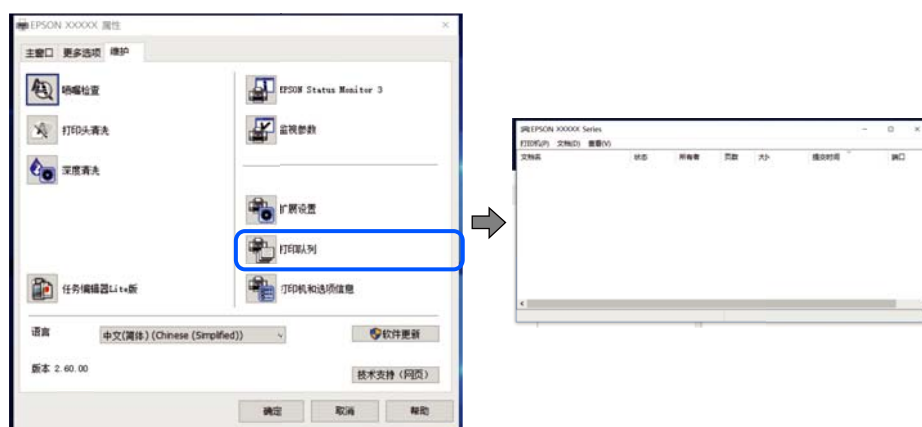 EPSON XXXXX 属性
主窗口 更多选项 维护
喷嘴检查
打印头清洗
深度清洗
任务编辑器Lite版
EPSON Status Monitor 3
监视参数
扩展设置
打印队列
打印机和选项信息
语言 中文(简体) (Chinese (Simplified))
软件更新
版本 2.60.00
技术支持（网页）
确定 取消 帮助
EPSON XXXXX Series
打印机(P) 文档(D) 查看(V)
文档名 状态 所有者 页数 大小 提交时间 端口